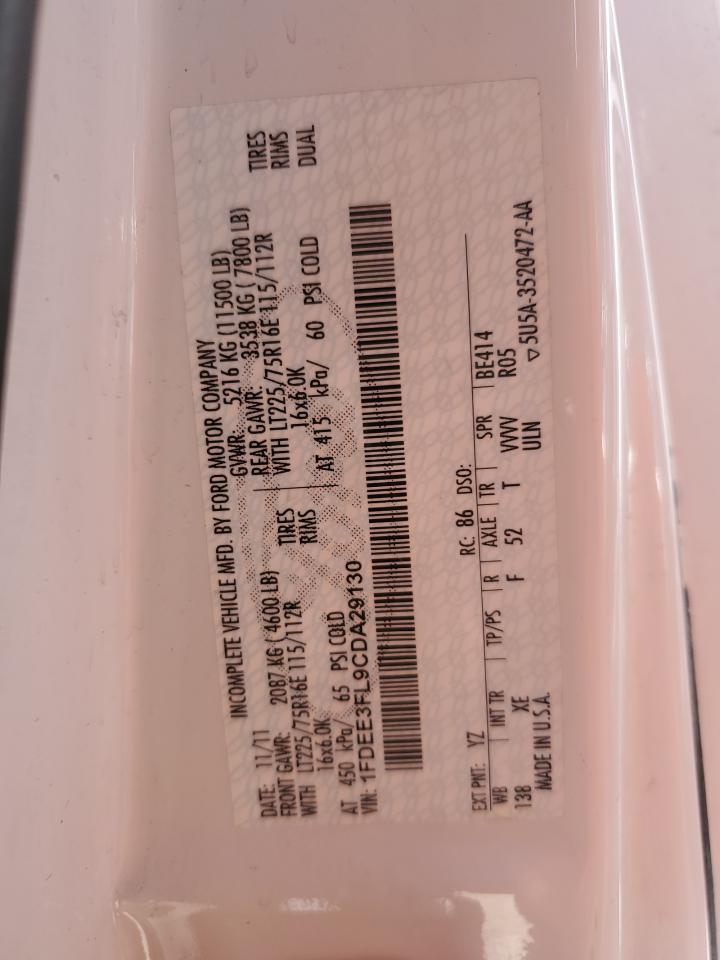 INCOMPLETE VEHICLE MFD. BY FORD MOTOR COMPANY
DATE: 11/11 GVWR: 5216 KG (11500 LB)
FRONT GAWR: 2087 KG (4600 LB) REAR GAWR: 3538 KG ( 7800 LB)
WITH LT225/75R16E 115/112R TIRES WITH LT225/75R16E 115/112R TIRES
16x6.0K RIMS 16x6.0K RIMS
AT 450 kPa/ 65 PSI COLD AT 415 kPa/ 60 PSI COLD DUAL
VIN: 1FDEE3FL9CDA29130
EXT PNT: YZ RC: 86 DSO:
WB INT TR TP/PS R AXLE TR SPR BE414
138 XE F 52 T VVVV R05
MADE IN U.S.A. ULN ▽5U5A-3520472-AA